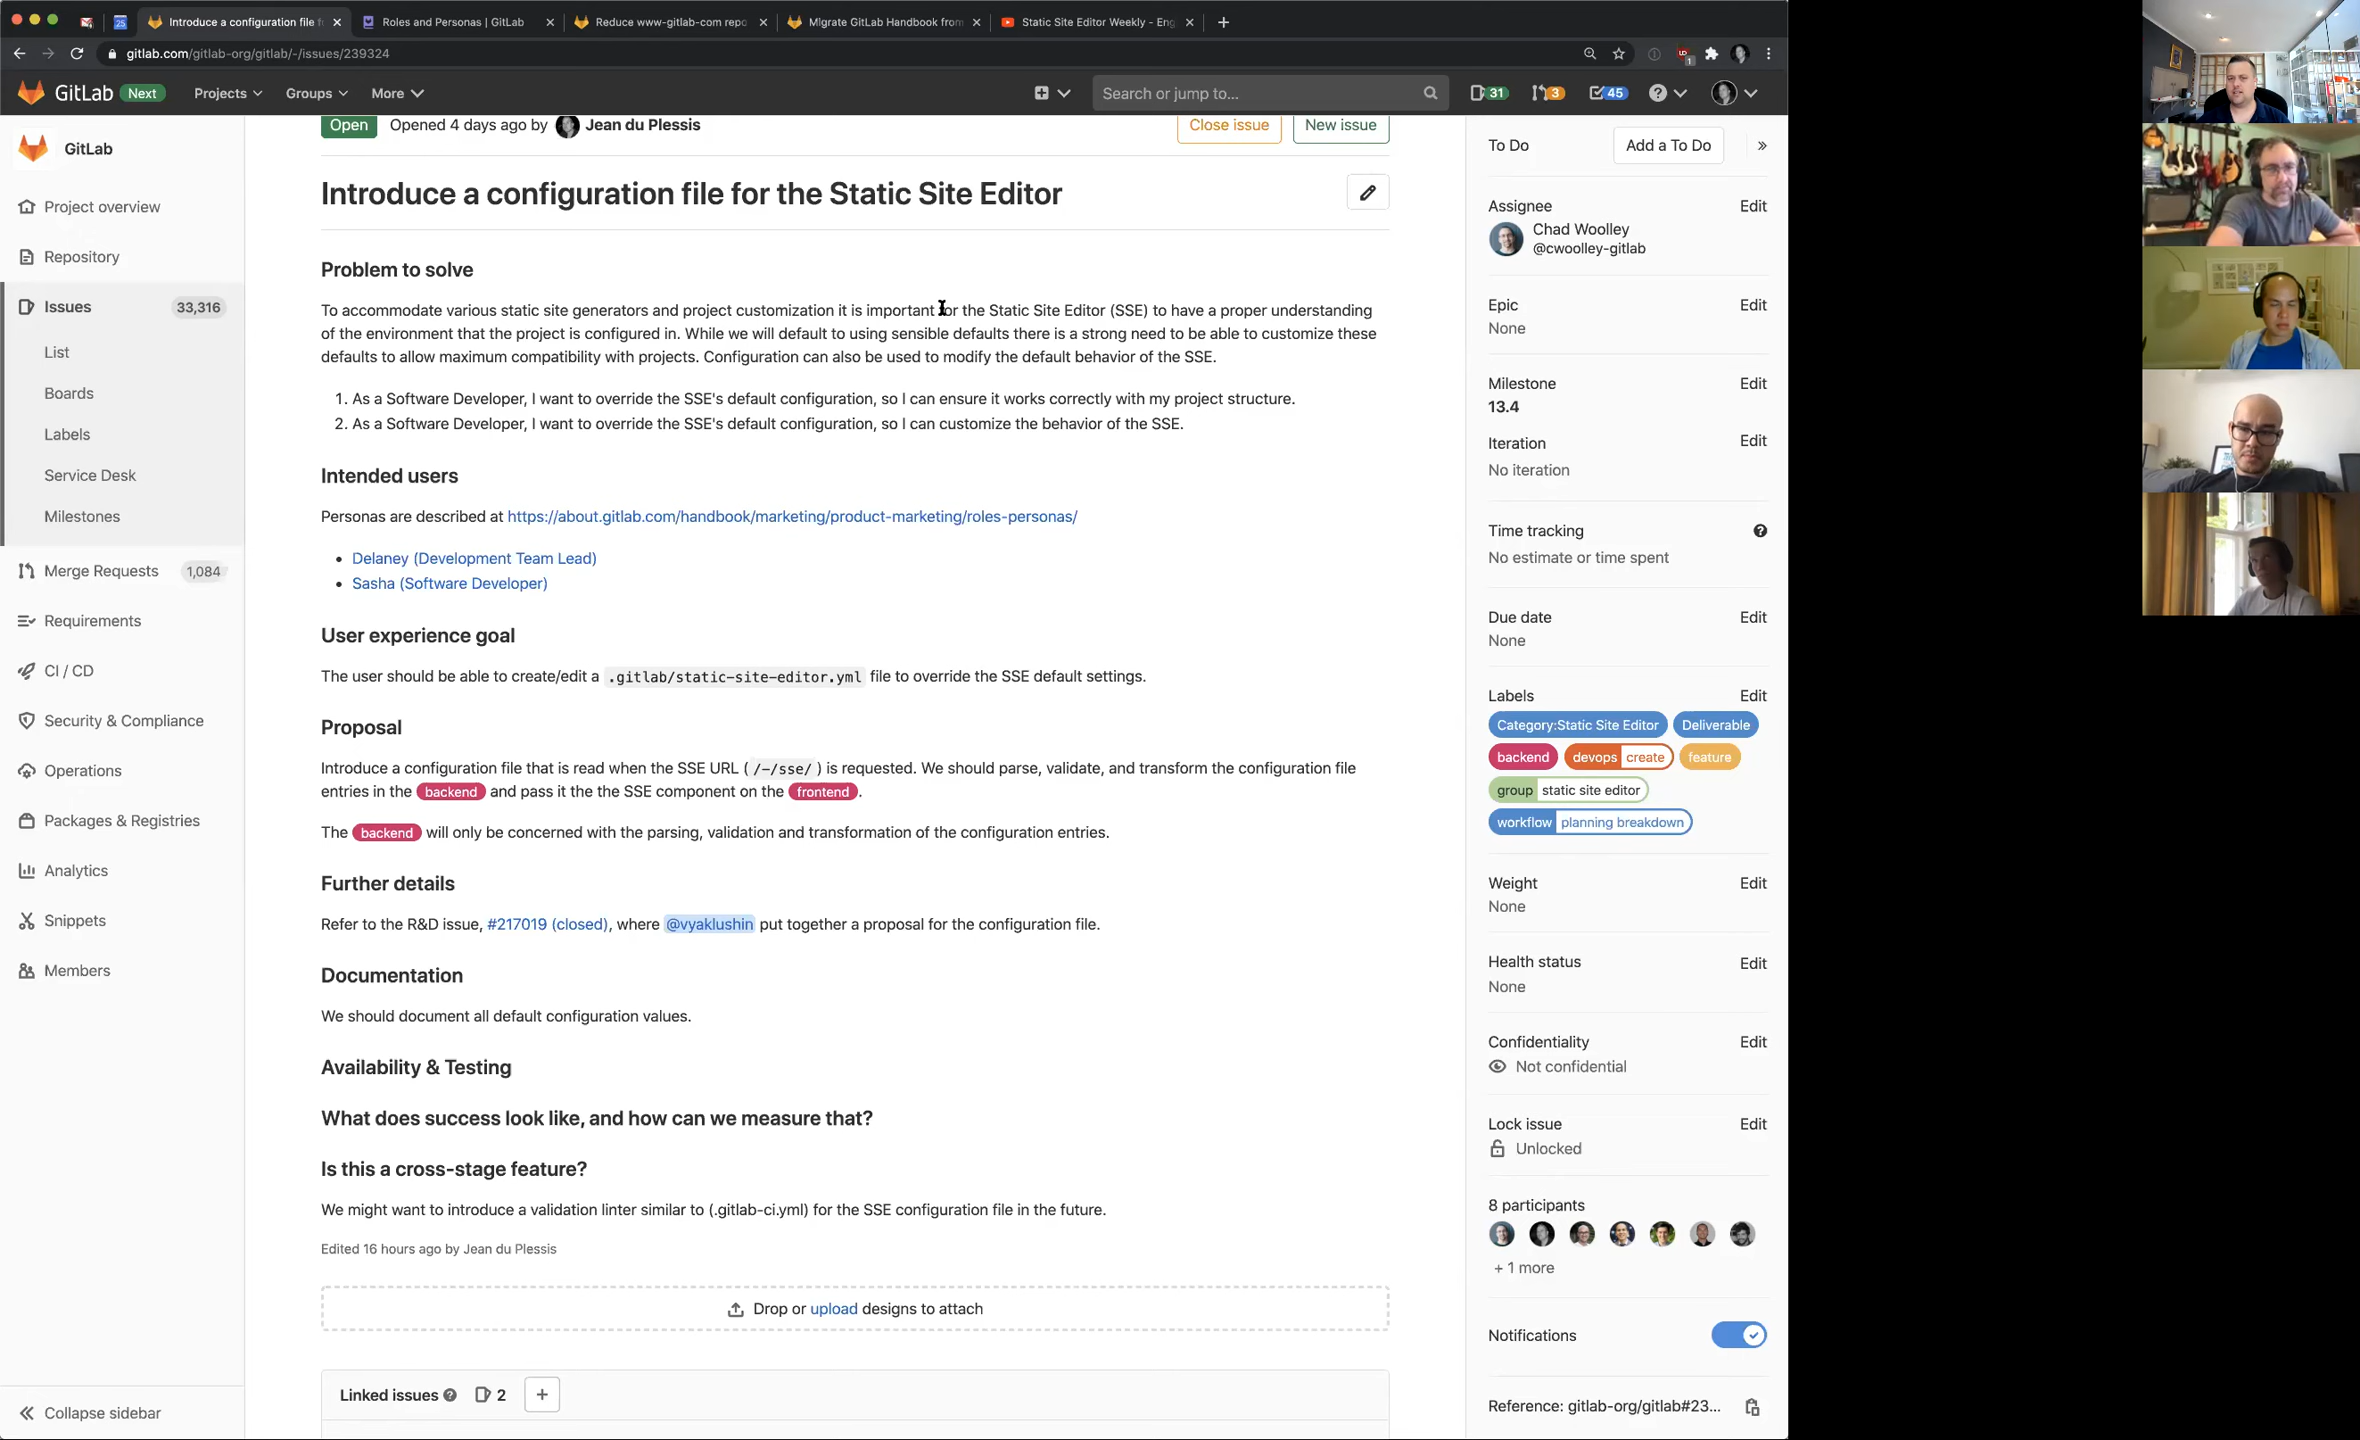 Introduce a configuration file f
Roles and Personas | GitLab
Reduce www-gitlab-com repo
Migrate GitLab Handbook from
Static Site Editor Weekly - Eng
gitlab.com/gitlab-org/gitlab/-/issues/239324
GitLab Next Projects Groups More Search or jump to... 31 3 45
GitLab
Project overview
Repository
Issues 33,316
List
Boards
Labels
Service Desk
Milestones
Merge Requests 1,084
Requirements
CI / CD
Security & Compliance
Operations
Packages & Registries
Analytics
Snippets
Members
Collapse sidebar
Open Opened 4 days ago by Jean du Plessis Close issue New issue
Introduce a configuration file for the Static Site Editor
Problem to solve
To accommodate various static site generators and project customization it is important for the Static Site Editor (SSE) to have a proper understanding
of the environment that the project is configured in. While we will default to using sensible defaults there is a strong need to be able to customize these
defaults to allow maximum compatibility with projects. Configuration can also be used to modify the default behavior of the SSE.
1. As a Software Developer, I want to override the SSE's default configuration, so I can ensure it works correctly with my project structure.
2. As a Software Developer, I want to override the SSE's default configuration, so I can customize the behavior of the SSE.
Intended users
Personas are described at https://about.gitlab.com/handbook/marketing/product-marketing/roles-personas/
• Delaney (Development Team Lead)
• Sasha (Software Developer)
User experience goal
The user should be able to create/edit a .gitlab/static-site-editor.yml file to override the SSE default settings.
Proposal
Introduce a configuration file that is read when the SSE URL ( /-/sse/ ) is requested. We should parse, validate, and transform the configuration file
entries in the backend and pass it the the SSE component on the frontend.
The backend will only be concerned with the parsing, validation and transformation of the configuration entries.
Further details
Refer to the R&D issue, #217019 (closed), where @vyaklushin put together a proposal for the configuration file.
Documentation
We should document all default configuration values.
Availability & Testing
What does success look like, and how can we measure that?
Is this a cross-stage feature?
We might want to introduce a validation linter similar to (.gitlab-ci.yml) for the SSE configuration file in the future.
Edited 16 hours ago by Jean du Plessis
Drop or upload designs to attach
Linked issues 2 +
To Do Add a To Do »
Assignee Edit
Chad Woolley
@cwoolley-gitlab
Epic Edit
None
Milestone Edit
13.4
Iteration Edit
No iteration
Time tracking
No estimate or time spent
Due date Edit
None
Labels Edit
Category:Static Site Editor Deliverable
backend devops create feature
group static site editor
workflow planning breakdown
Weight Edit
None
Health status Edit
None
Confidentiality Edit
Not confidential
Lock issue Edit
Unlocked
8 participants
+ 1 more
Notifications
Reference: gitlab-org/gitlab#23...